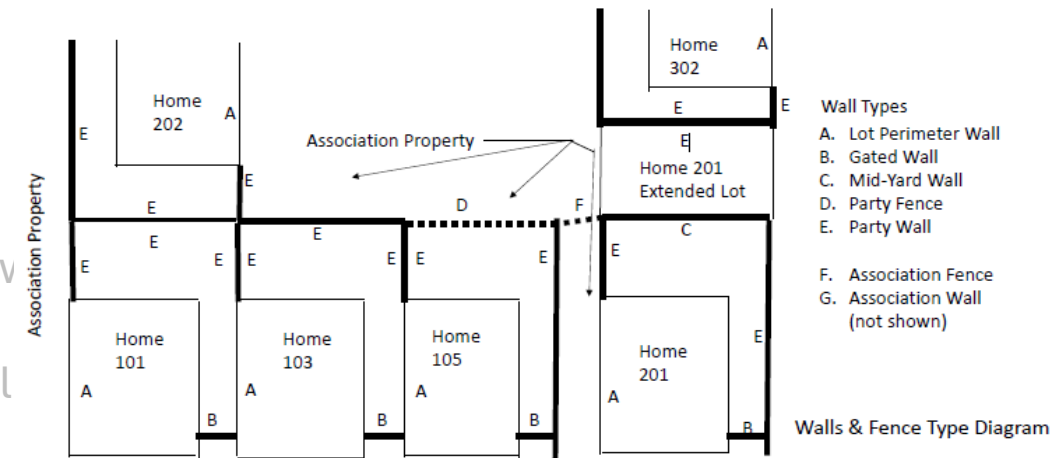 Home
302
A
E
E
Wall Types
A. Lot Perimeter Wall
B. Gated Wall
C. Mid-Yard Wall
D. Party Fence
E. Party Wall
F. Association Fence
G. Association Wall
(not shown)
Home
202
A
E
E
E
Association Property
E
Home 201
Extended Lot
Association Property
D
F
E
E
C
E
E
E
E
E
E
E
E
Home
101
A
B
Home
103
A
B
Home
105
A
B
Home
201
A
B
Walls & Fence Type Diagram